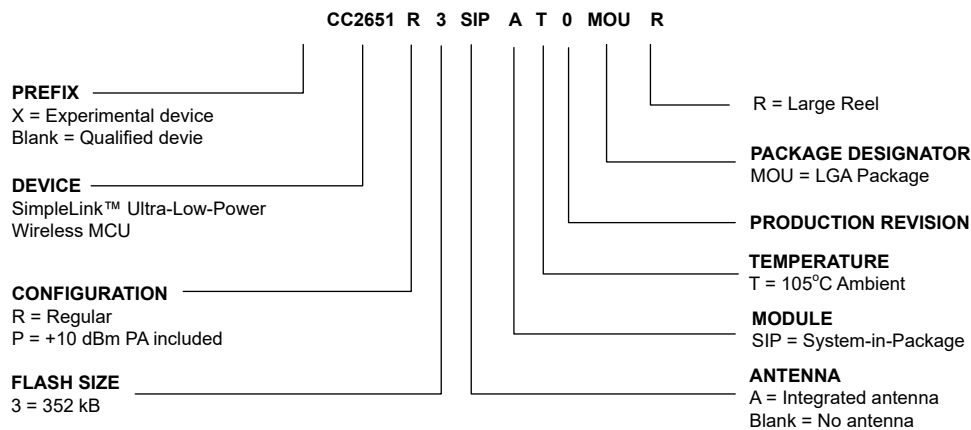 CC2651 R 3 SIP A T 0 MOU R
PREFIX
X = Experimental device
Blank = Qualified devie
DEVICE
SimpleLink™ Ultra-Low-Power
Wireless MCU
CONFIGURATION
R = Regular
P = +10 dBm PA included
FLASH SIZE
3 = 352 kB
R = Large Reel
PACKAGE DESIGNATOR
MOU = LGA Package
PRODUCTION REVISION
TEMPERATURE
T = 105°C Ambient
MODULE
SIP = System-in-Package
ANTENNA
A = Integrated antenna
Blank = No antenna